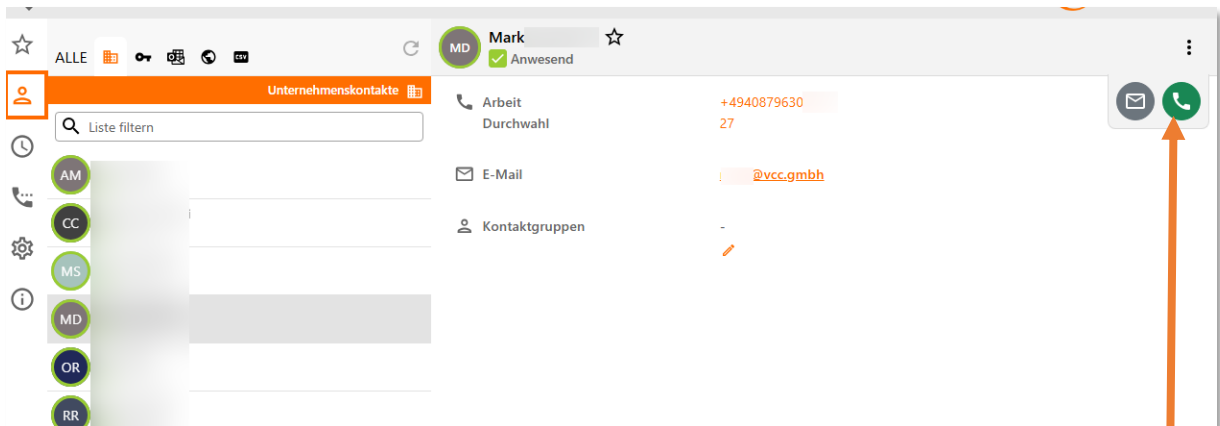 ALLE
CSV
Unternehmenskontakte
Liste filtern
AM
CC
MS
MD
OR
RR
MD
Mark
Anwesend
Arbeit +4940879630
Durchwahl 27
E-Mail @vcc.gmbh
Kontaktgruppen -